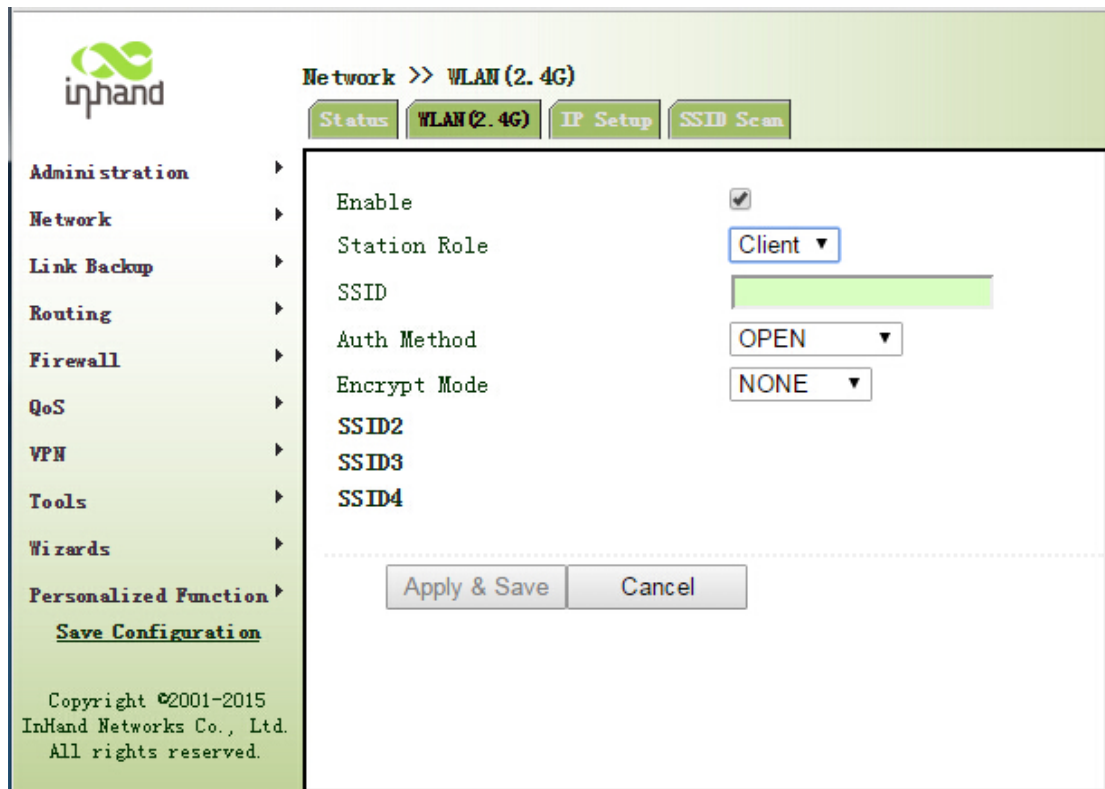 inhand
Network >> WLAN(2.4G)
Status WLAN(2.4G) IP Setup SSID Scan
Administration
Network
Link Backup
Routing
Firewall
QoS
VPN
Tools
Wizards
Personalized Function
Save Configuration
Copyright ©2001-2015
InHand Networks Co., Ltd.
All rights reserved.
Enable
Station Role Client
SSID
Auth Method OPEN
Encrypt Mode NONE
SSID2
SSID3
SSID4
Apply & Save Cancel